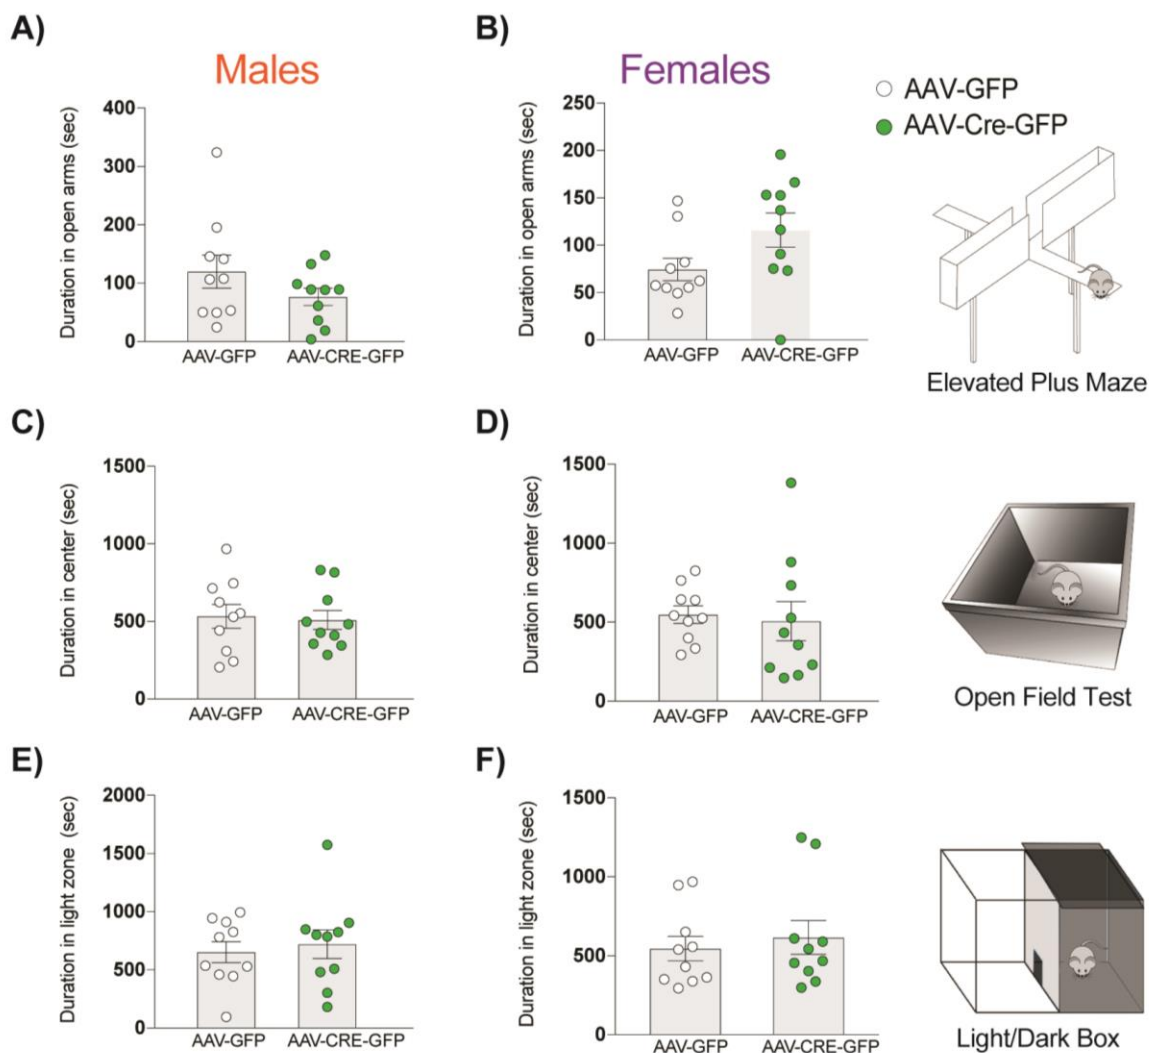 A)
Males
Duration in open arms (sec)
400
300
200
100
0
AAV-GFP AAV-CRE-GFP
B)
Females
Duration in open arms (sec)
250
200
150
100
50
0
AAV-GFP AAV-CRE-GFP
AAV-GFP
AAV-Cre-GFP
Elevated Plus Maze
C)
Duration in center (sec)
1500
1000
500
0
AAV-GFP AAV-CRE-GFP
D)
Duration in center (sec)
1500
1000
500
0
AAV-GFP AAV-CRE-GFP
Open Field Test
E)
Duration in light zone (sec)
2000
1500
1000
500
0
AAV-GFP AAV-CRE-GFP
F)
Duration in light zone (sec)
1500
1000
500
0
AAV-GFP AAV-CRE-GFP
Light/Dark Box